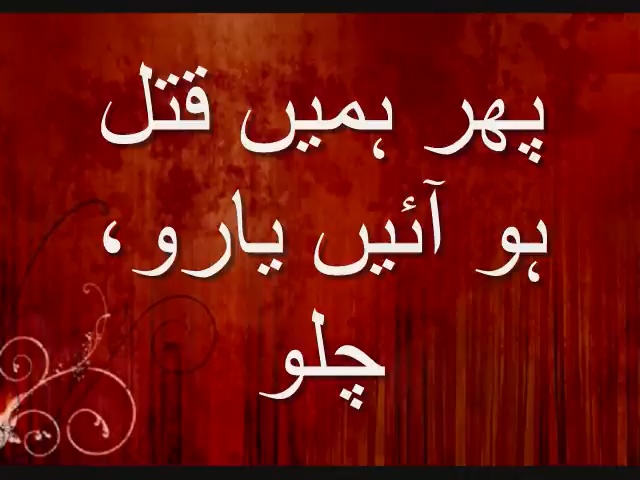 پھر ہمیں قتل
ہو آئیں یارو،
چلو